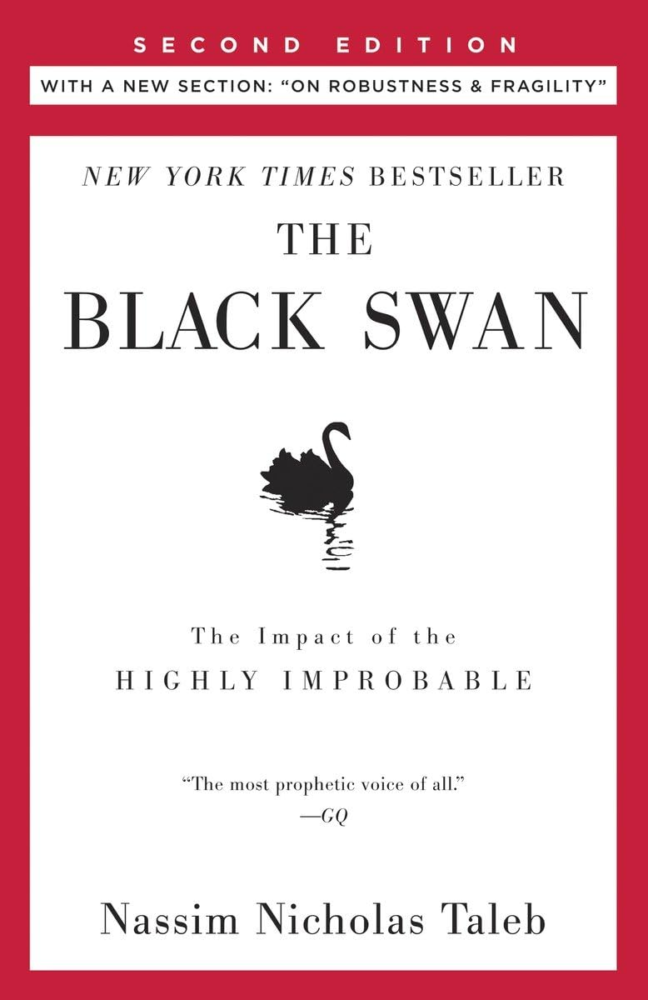 SECOND EDITION
WITH A NEW SECTION: “ON ROBUSTNESS & FRAGILITY”
NEW YORK TIMES BESTSELLER
THE
BLACK SWAN
The Impact of the
HIGHLY IMPROBABLE
“The most prophetic voice of all.”
—GQ
Nassim Nicholas Taleb